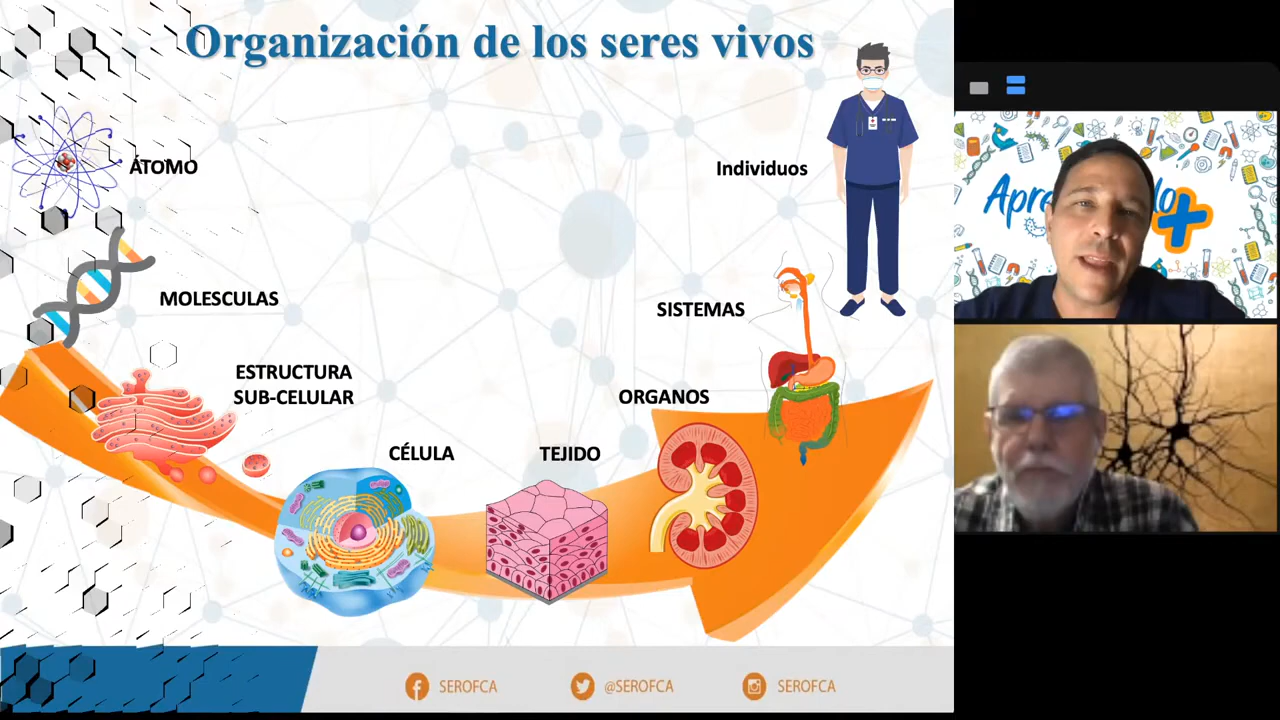 Organización de los seres vivos
ÁTOMO
MOLESCULAS
ESTRUCTURA
SUB-CELULAR
CÉLULA
TEJIDO
ORGANOS
SISTEMAS
Individuos
SEROFCA
@SEROFCA
SEROFCA